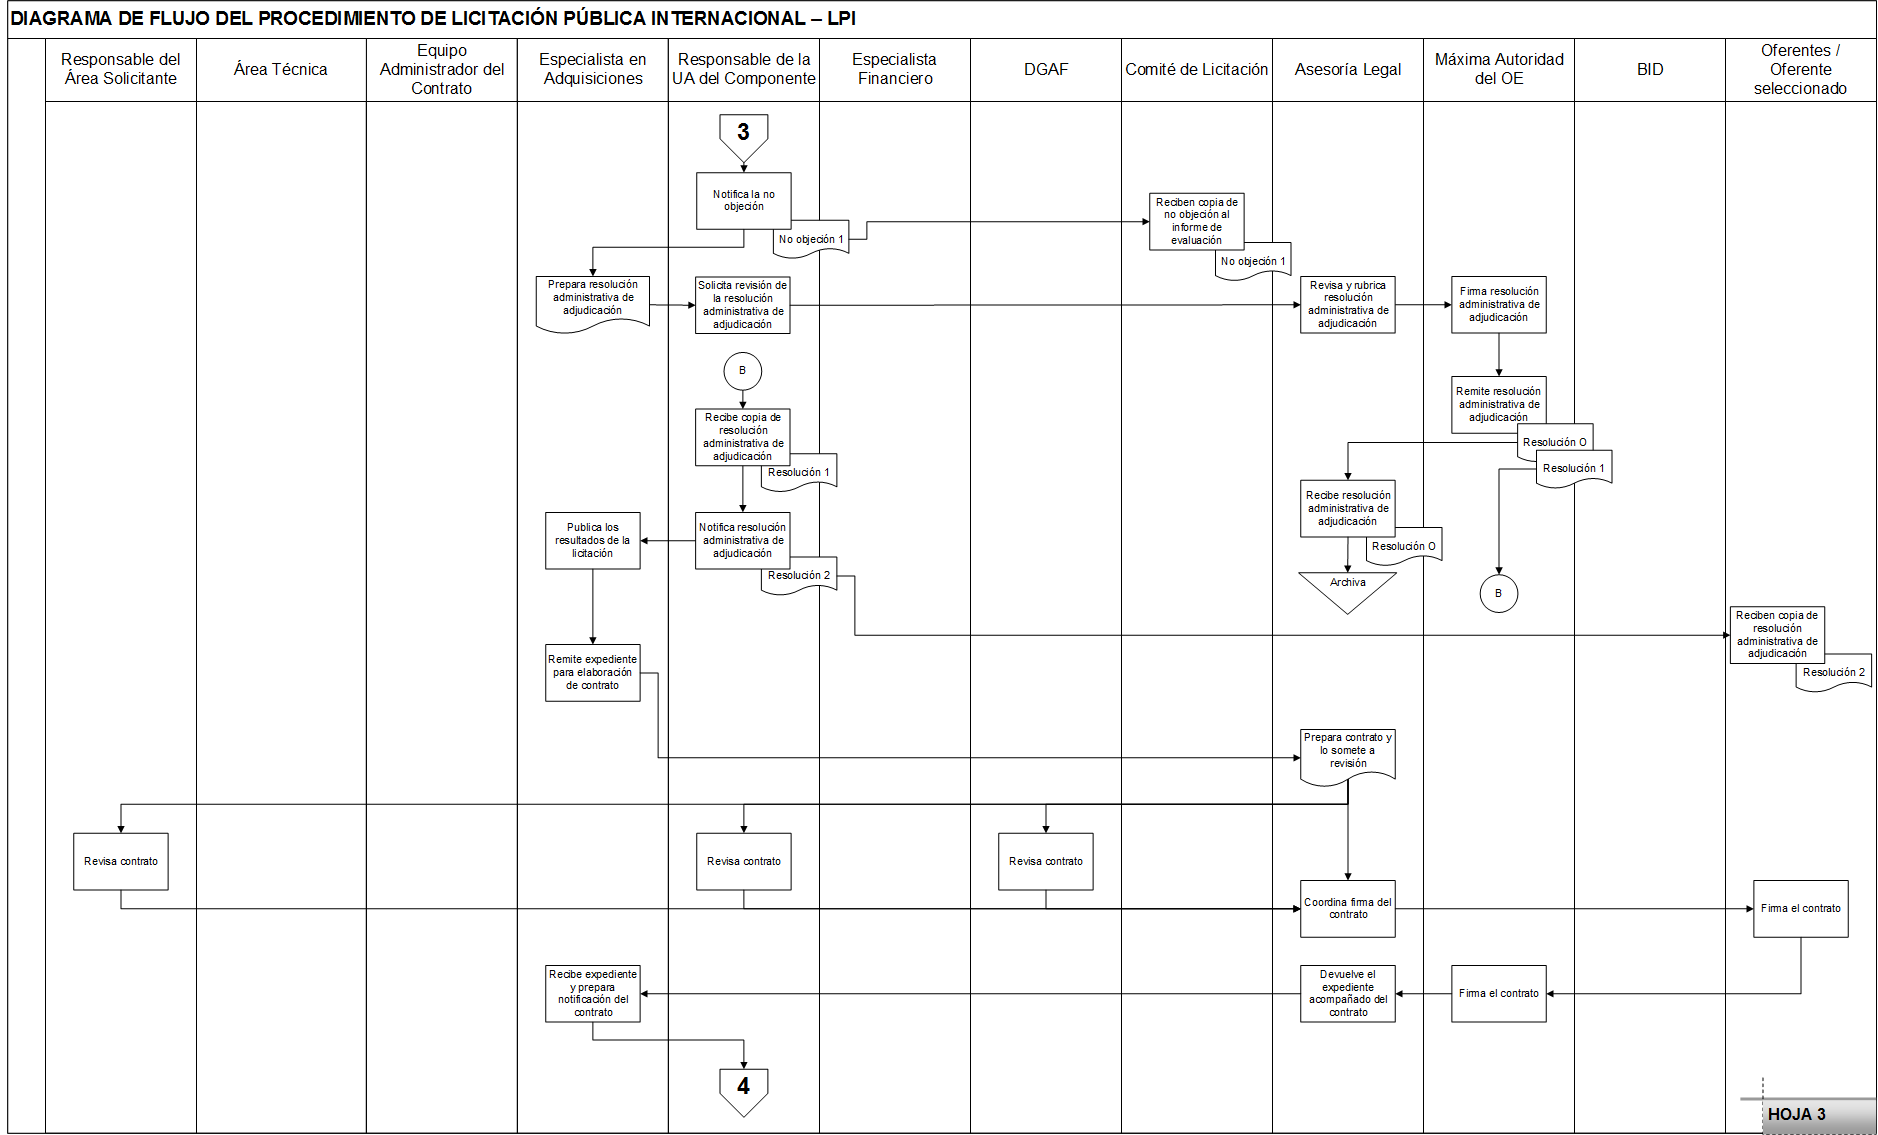 DIAGRAMA DE FLUJO DEL PROCEDIMIENTO DE LICITACIÓN PÚBLICA INTERNACIONAL – LPI
Responsable del
Área Solicitante
Área Técnica
Equipo
Administrador del
Contrato
Especialista en
Adquisiciones
Responsable de la
UA del Componente
Especialista
Financiero
DGAF
Comité de Licitación
Asesoría Legal
Máxima Autoridad
del OE
BID
Oferentes /
Oferente
seleccionado
3
Notifica la no
objeción
No objeción 1
Reciben copia de
no objeción al
informe de
evaluación
No objeción 1
Prepara resolución
administrativa de
adjudicación
Solicita revisión de
la resolución
administrativa de
adjudicación
Revisa y rubrica
resolución
administrativa de
adjudicación
Firma resolución
administrativa de
adjudicación
B
Remite resolución
administrativa de
adjudicación
Resolución O
Resolución 1
Recibe copia de
resolución
administrativa de
adjudicación
Resolución 1
Recibe resolución
administrativa de
adjudicación
Resolución O
Archiva
B
Publica los
resultados de la
licitación
Notifica resolución
administrativa de
adjudicación
Resolución 2
Reciben copia de
resolución
administrativa de
adjudicación
Resolución 2
Remite expediente
para elaboración
de contrato
Prepara contrato y
lo somete a
revisión
Revisa contrato
Revisa contrato
Revisa contrato
Coordina firma del
contrato
Firma el contrato
Recibe expediente
y prepara
notificación del
contrato
Devuelve el
expediente
acompañado del
contrato
Firma el contrato
4
HOJA 3